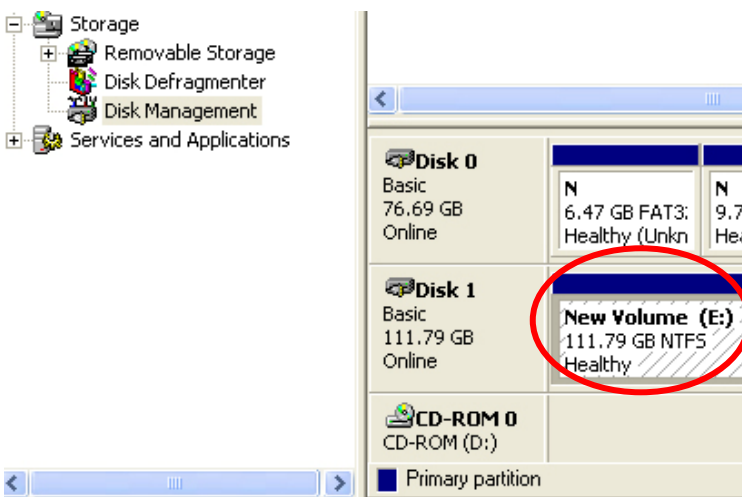 Storage
Removable Storage
Disk Defragmenter
Disk Management
Services and Applications
Disk 0
Basic
76.69 GB
Online
N
6.47 GB FAT32
Healthy (Unkn
N
9.7
Hea
Disk 1
Basic
111.79 GB
Online
New Volume (E:)
111.79 GB NTFS
Healthy
CD-ROM 0
CD-ROM (D:)
Primary partition